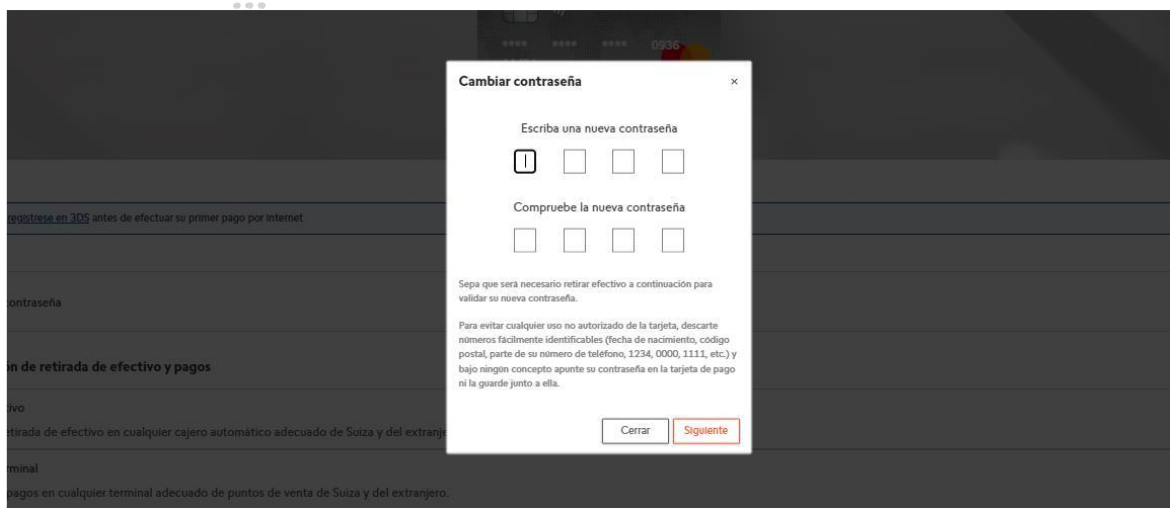 **** **** **** 0936
Cambiar contraseña ×
Escriba una nueva contraseña
Compruebe la nueva contraseña
regístrese en 3DS antes de efectuar su primer pago por internet
Sepa que será necesario retirar efectivo a continuación para
validar su nueva contraseña.
contraseña
Para evitar cualquier uso no autorizado de la tarjeta, descarte
números fácilmente identificables (fecha de nacimiento, código
postal, parte de su número de teléfono, 1234, 0000, 1111, etc.) y
bajo ningún concepto apunte su contraseña en la tarjeta de pago
ni la guarde junto a ella.
ón de retirada de efectivo y pagos
tivo
etirada de efectivo en cualquier cajero automático adecuado de Suiza y del extranje
Cerrar Siguiente
rminal
pagos en cualquier terminal adecuado de puntos de venta de Suiza y del extranjero.